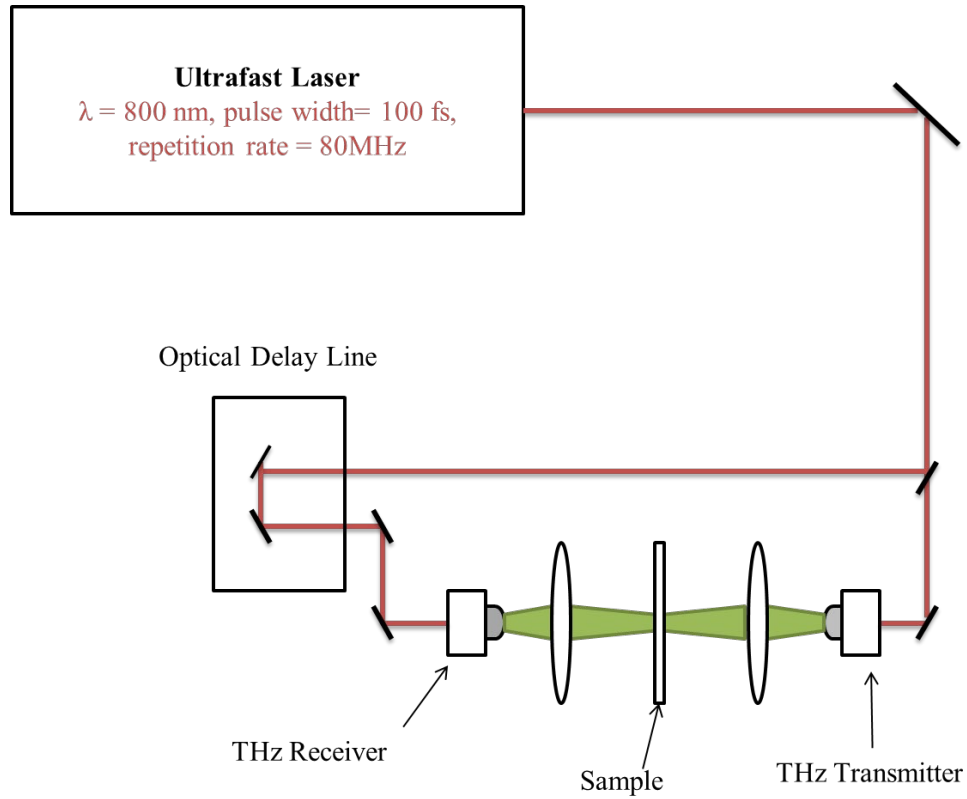 Ultrafast Laser
λ = 800 nm, pulse width= 100 fs,
repetition rate = 80MHz
Optical Delay Line
THz Receiver
Sample
THz Transmitter